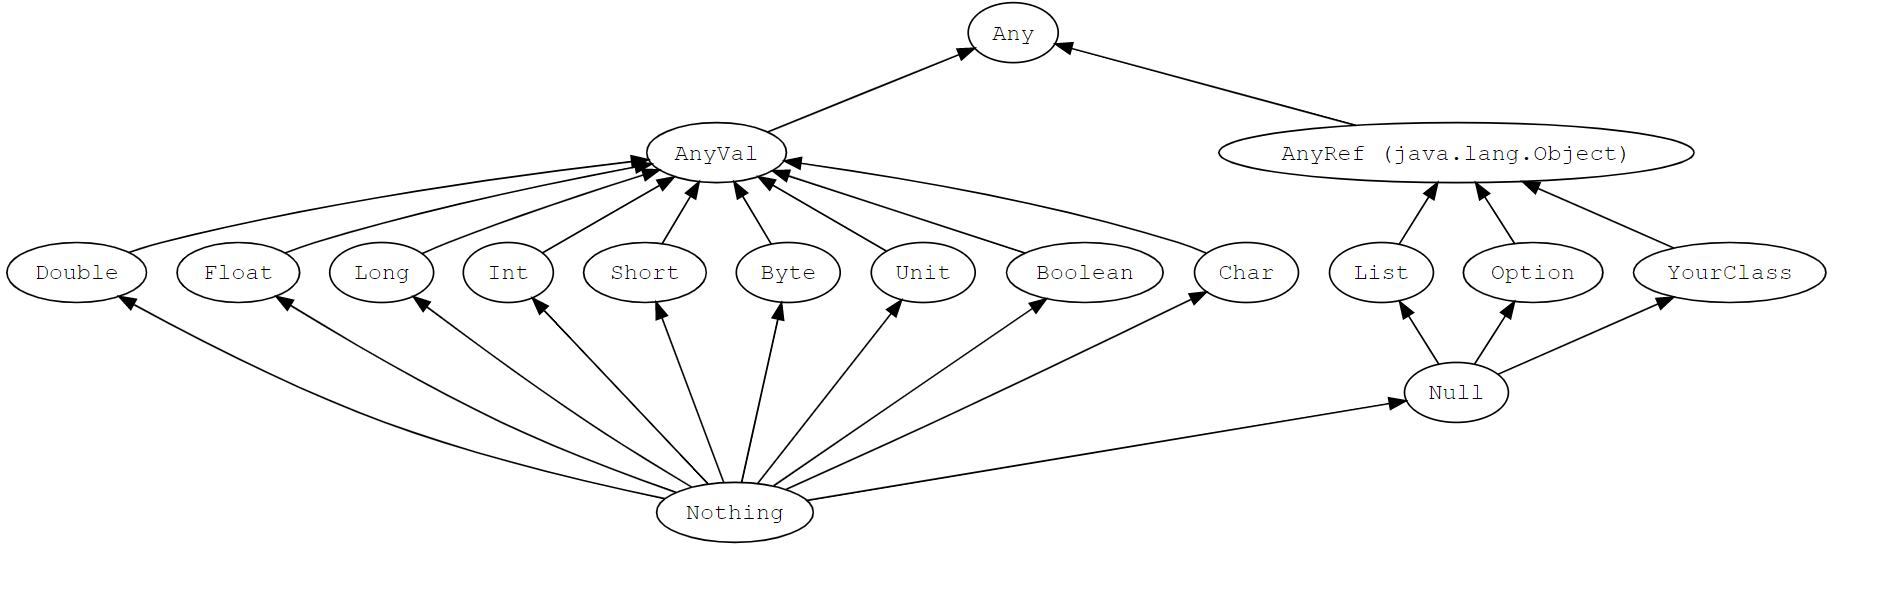 Any
AnyVal
AnyRef (java.lang.Object)
Double
Float
Long
Int
Short
Byte
Unit
Boolean
Char
List
Option
YourClass
Null
Nothing